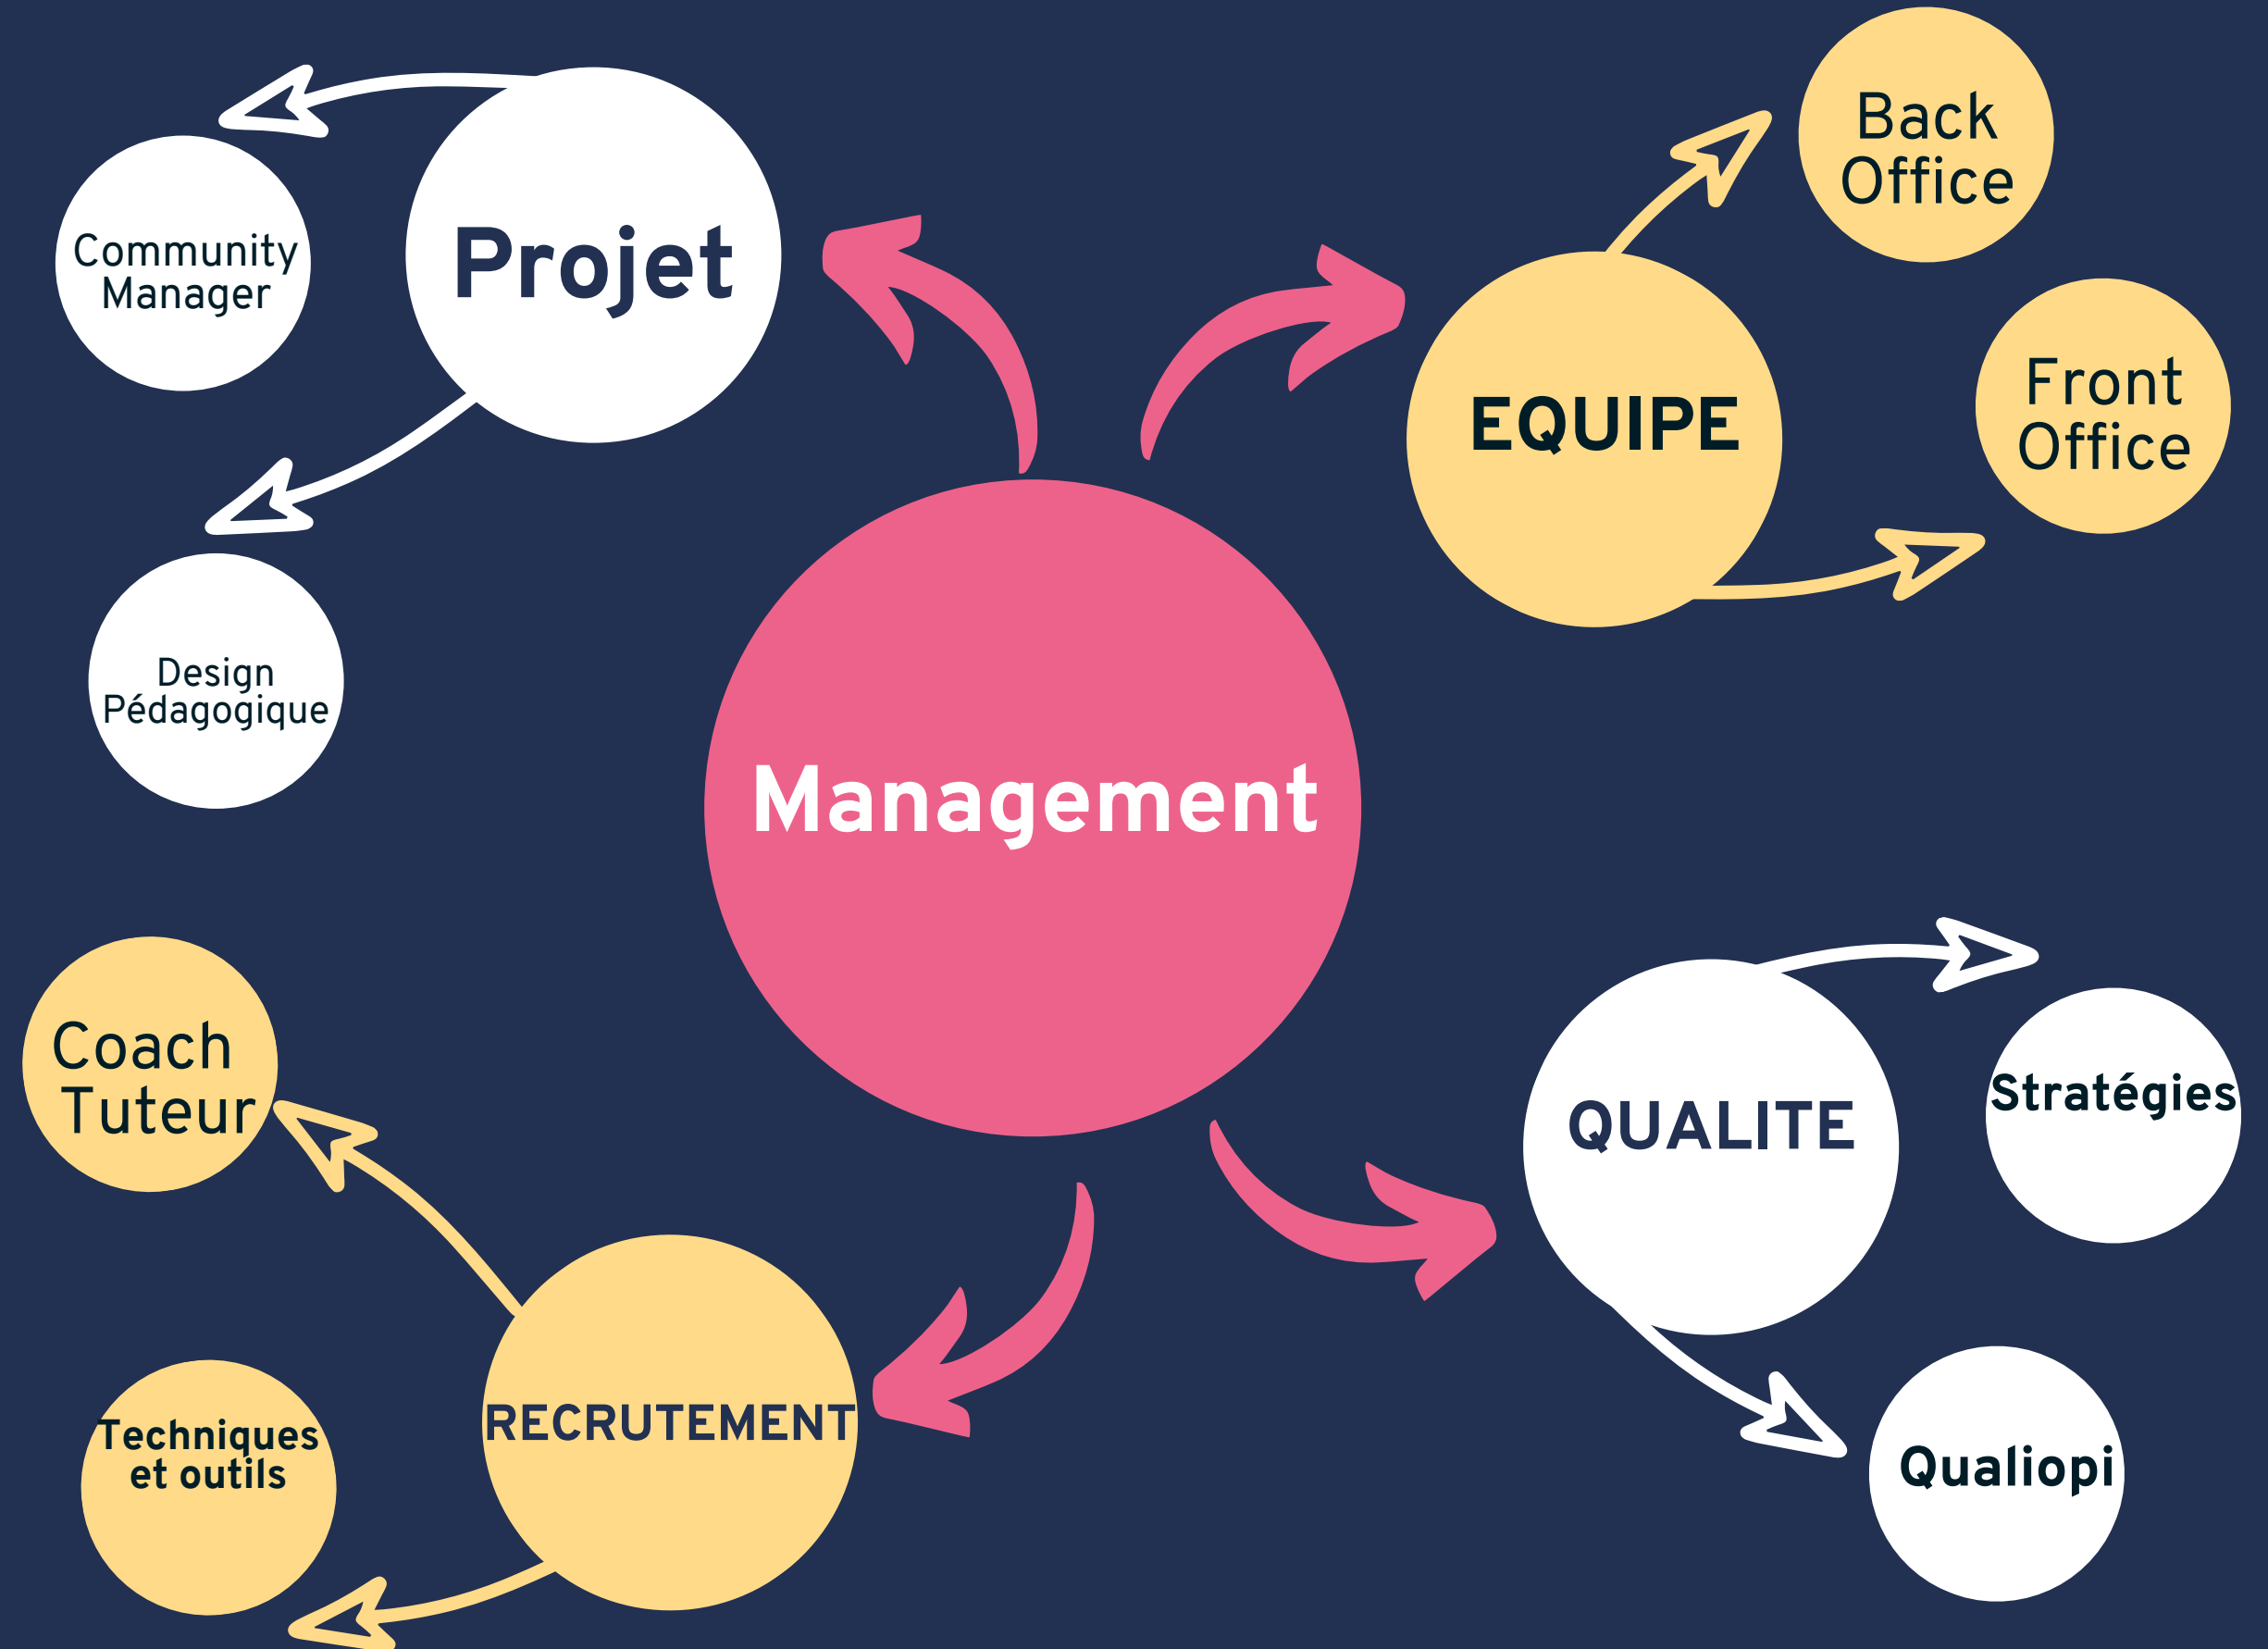 Projet
Community
Manager
Design
Pédagogique
Back
Office
EQUIPE
Front
Office
Management
Coach
Tuteur
RECRUTEMENT
Techniques
et outils
QUALITE
Stratégies
Qualiopi